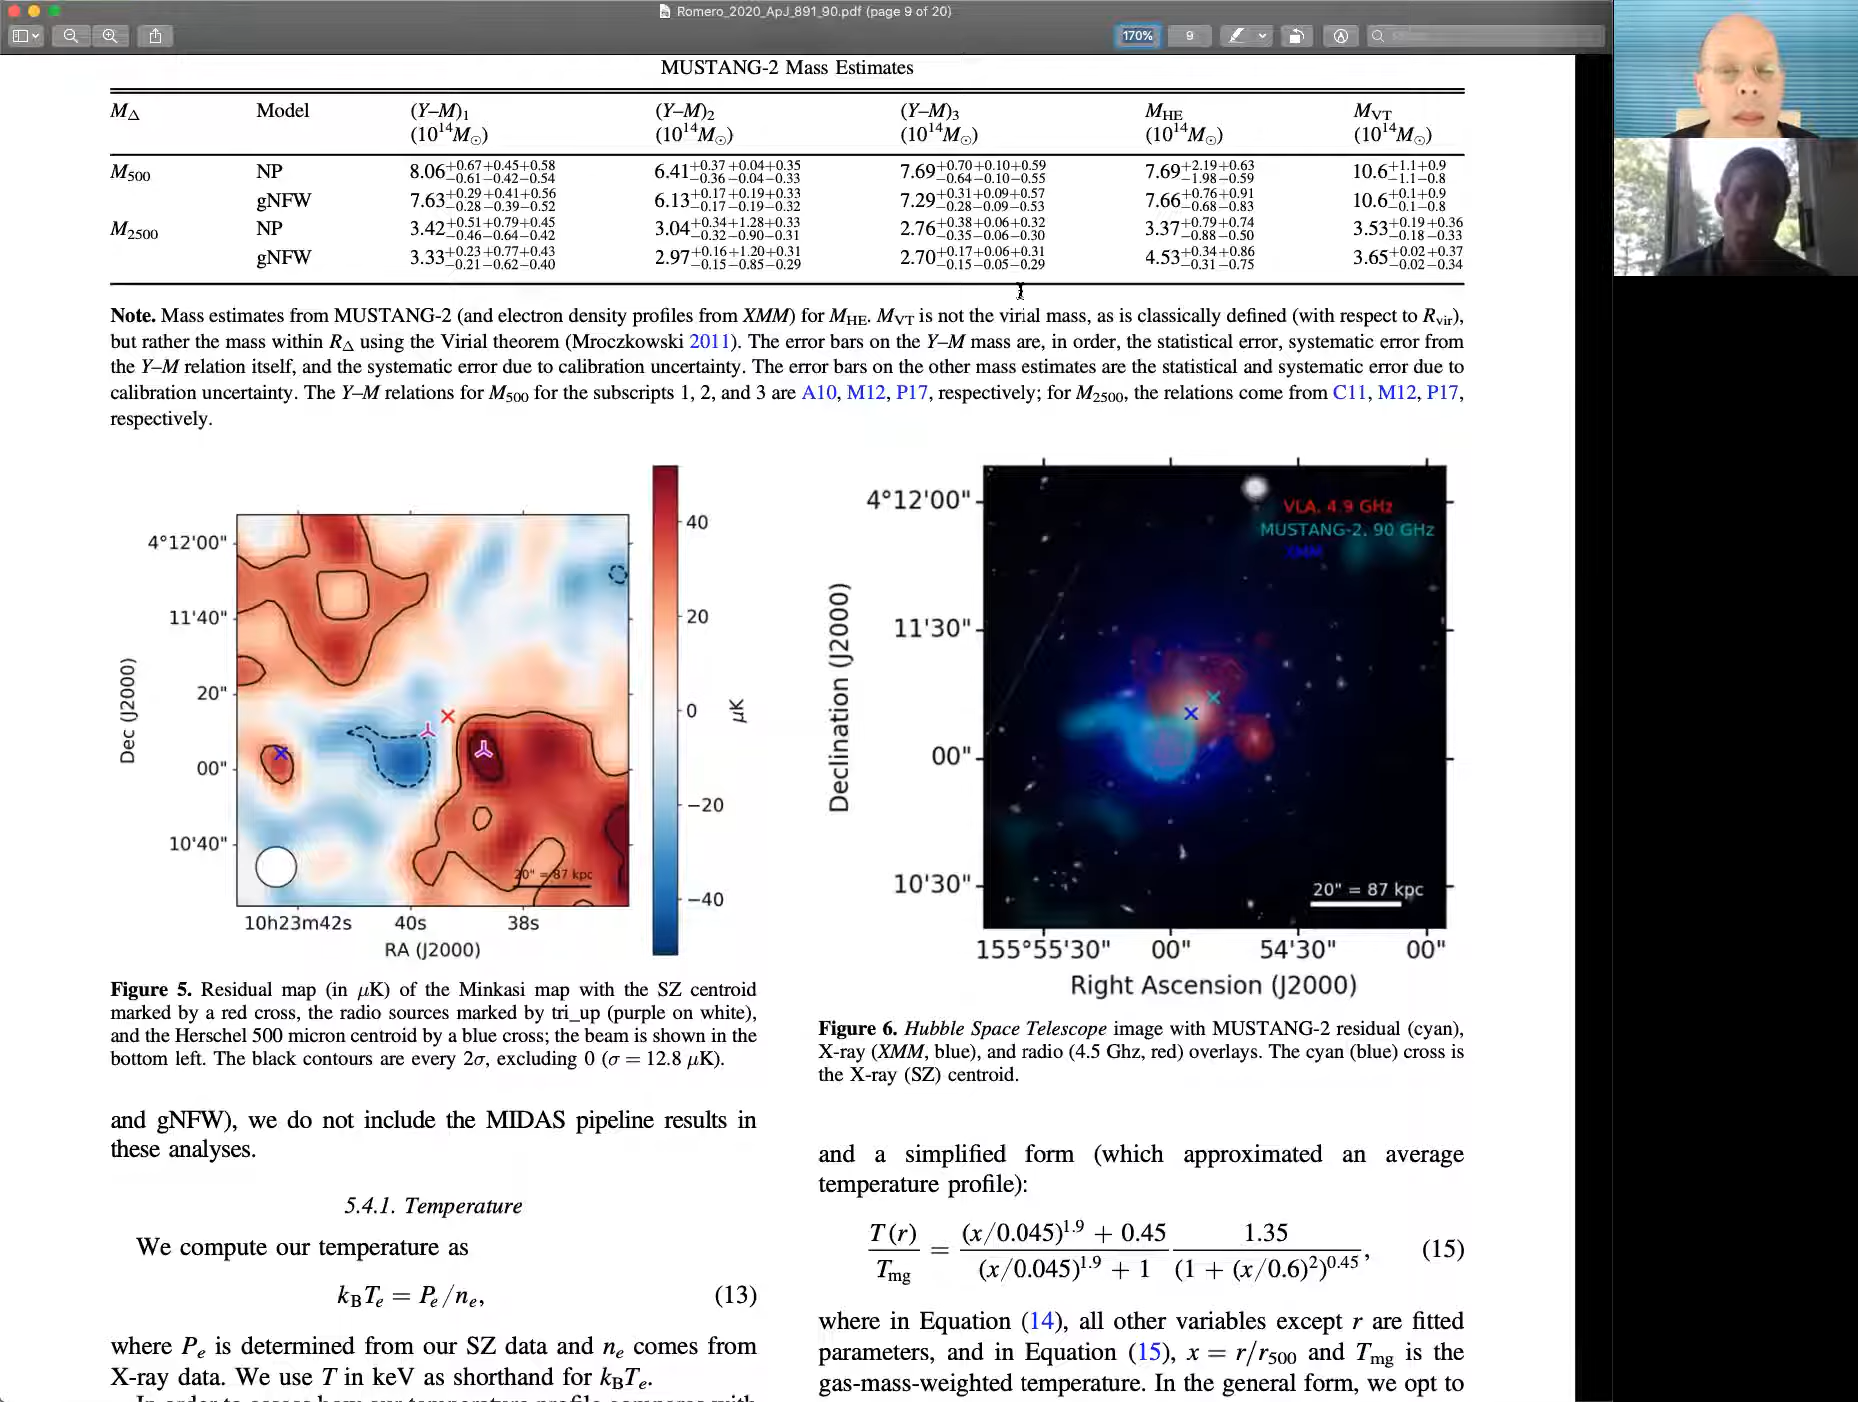 Romero_2020_ApJ_891_90.pdf (page 9 of 20)
170%
9
MUSTANG-2 Mass Estimates
M_Δ Model (Y–M)₁ (Y–M)₂ (Y–M)₃ M_HE M_VT
(10¹⁴M⊙) (10¹⁴M⊙) (10¹⁴M⊙) (10¹⁴M⊙) (10¹⁴M⊙)
M₅₀₀ NP 8.06^{+0.67+0.45+0.58}_{−0.61−0.42−0.54} 6.41^{+0.37+0.04+0.35}_{−0.36−0.04−0.33} 7.69^{+0.70+0.10+0.59}_{−0.64−0.10−0.55} 7.69^{+2.19+0.63}_{−1.98−0.59} 10.6^{+1.1+0.9}_{−1.1−0.8}
gNFW 7.63^{+0.29+0.41+0.56}_{−0.28−0.39−0.52} 6.13^{+0.17+0.19+0.33}_{−0.17−0.19−0.32} 7.29^{+0.31+0.09+0.57}_{−0.28−0.09−0.53} 7.66^{+0.76+0.91}_{−0.68−0.83} 10.6^{+0.1+0.9}_{−0.1−0.8}
M₂₅₀₀ NP 3.42^{+0.51+0.79+0.45}_{−0.46−0.64−0.42} 3.04^{+0.34+1.28+0.33}_{−0.32−0.90−0.31} 2.76^{+0.38+0.06+0.32}_{−0.35−0.06−0.30} 3.37^{+0.79+0.74}_{−0.88−0.50} 3.53^{+0.19+0.36}_{−0.18−0.33}
gNFW 3.33^{+0.23+0.77+0.43}_{−0.21−0.62−0.40} 2.97^{+0.16+1.20+0.31}_{−0.15−0.85−0.29} 2.70^{+0.17+0.06+0.31}_{−0.15−0.05−0.29} 4.53^{+0.34+0.86}_{−0.31−0.75} 3.65^{+0.02+0.37}_{−0.02−0.34}
Note. Mass estimates from MUSTANG-2 (and electron density profiles from XMM) for M_HE. M_VT is not the virial mass, as is classically defined (with respect to R_vir),
but rather the mass within R_Δ using the Virial theorem (Mroczkowski 2011). The error bars on the Y–M mass are, in order, the statistical error, systematic error from
the Y–M relation itself, and the systematic error due to calibration uncertainty. The error bars on the other mass estimates are the statistical and systematic error due to
calibration uncertainty. The Y–M relations for M₅₀₀ for the subscripts 1, 2, and 3 are A10, M12, P17, respectively; for M₂₅₀₀, the relations come from C11, M12, P17,
respectively.
4°12'00"
11'40"
20"
00"
10'40"
Dec (J2000)
20" = 87 kpc
10h23m42s 40s 38s
RA (J2000)
40
20
0
−20
−40
μK
Figure 5. Residual map (in μK) of the Minkasi map with the SZ centroid
marked by a red cross, the radio sources marked by tri_up (purple on white),
and the Herschel 500 micron centroid by a blue cross; the beam is shown in the
bottom left. The black contours are every 2σ, excluding 0 (σ = 12.8 μK).
and gNFW), we do not include the MIDAS pipeline results in
these analyses.
5.4.1. Temperature
We compute our temperature as
k_B T_e = P_e/n_e, (13)
where P_e is determined from our SZ data and n_e comes from
X-ray data. We use T in keV as shorthand for k_B T_e.
4°12'00"
11'30"
00"
10'30"
Declination (J2000)
VLA, 4.9 GHz
MUSTANG-2, 90 GHz
XMM
20" = 87 kpc
155°55'30" 00" 54'30" 00"
Right Ascension (J2000)
Figure 6. Hubble Space Telescope image with MUSTANG-2 residual (cyan),
X-ray (XMM, blue), and radio (4.5 Ghz, red) overlays. The cyan (blue) cross is
the X-ray (SZ) centroid.
and a simplified form (which approximated an average
temperature profile):
T(r)/T_mg = ((x/0.045)^1.9 + 0.45)/((x/0.045)^1.9 + 1) 1.35/(1 + (x/0.6)²)^0.45, (15)
where in Equation (14), all other variables except r are fitted
parameters, and in Equation (15), x = r/r₅₀₀ and T_mg is the
gas-mass-weighted temperature. In the general form, we opt to